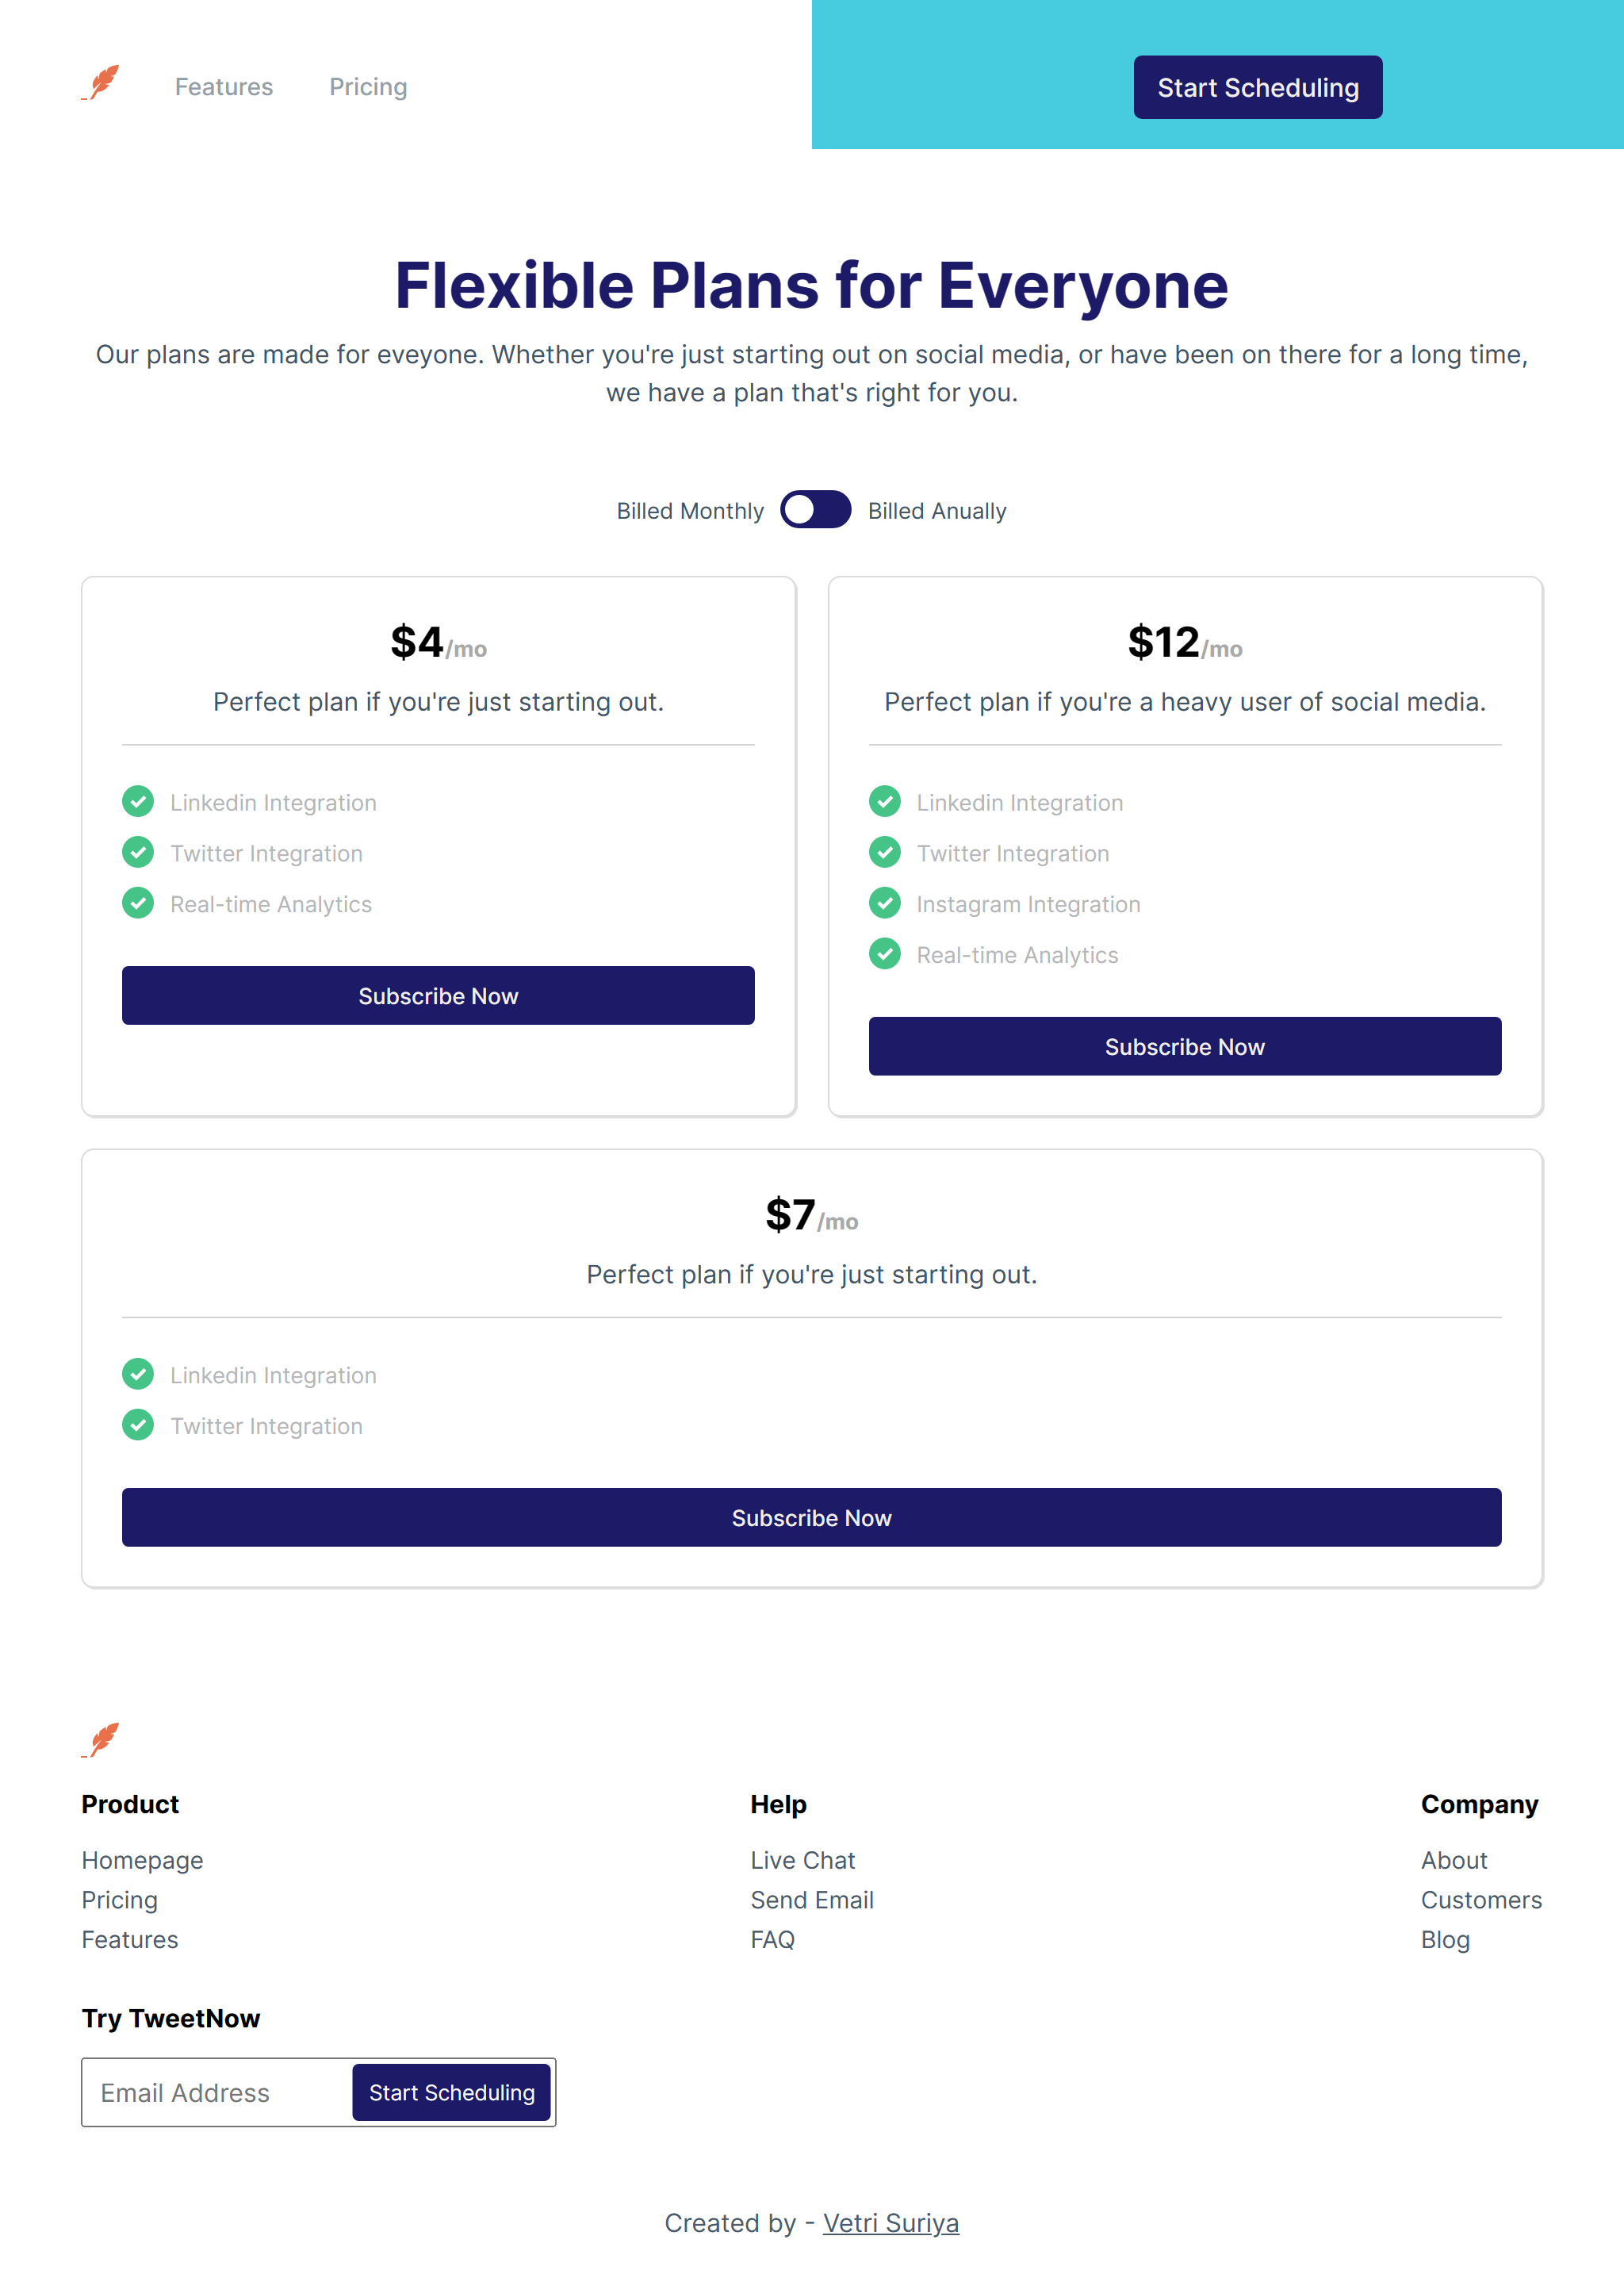 Features
Pricing
Start Scheduling
Flexible Plans for Everyone
Our plans are made for eveyone. Whether you're just starting out on social media, or have been on there for a long time,
we have a plan that's right for you.
Billed Monthly
Billed Anually
$4/mo
Perfect plan if you're just starting out.
Linkedin Integration
Twitter Integration
Real-time Analytics
Subscribe Now
$12/mo
Perfect plan if you're a heavy user of social media.
Linkedin Integration
Twitter Integration
Instagram Integration
Real-time Analytics
Subscribe Now
$7/mo
Perfect plan if you're just starting out.
Linkedin Integration
Twitter Integration
Subscribe Now
Product
Homepage
Pricing
Features
Help
Live Chat
Send Email
FAQ
Company
About
Customers
Blog
Try TweetNow
Email Address
Start Scheduling
Created by - Vetri Suriya